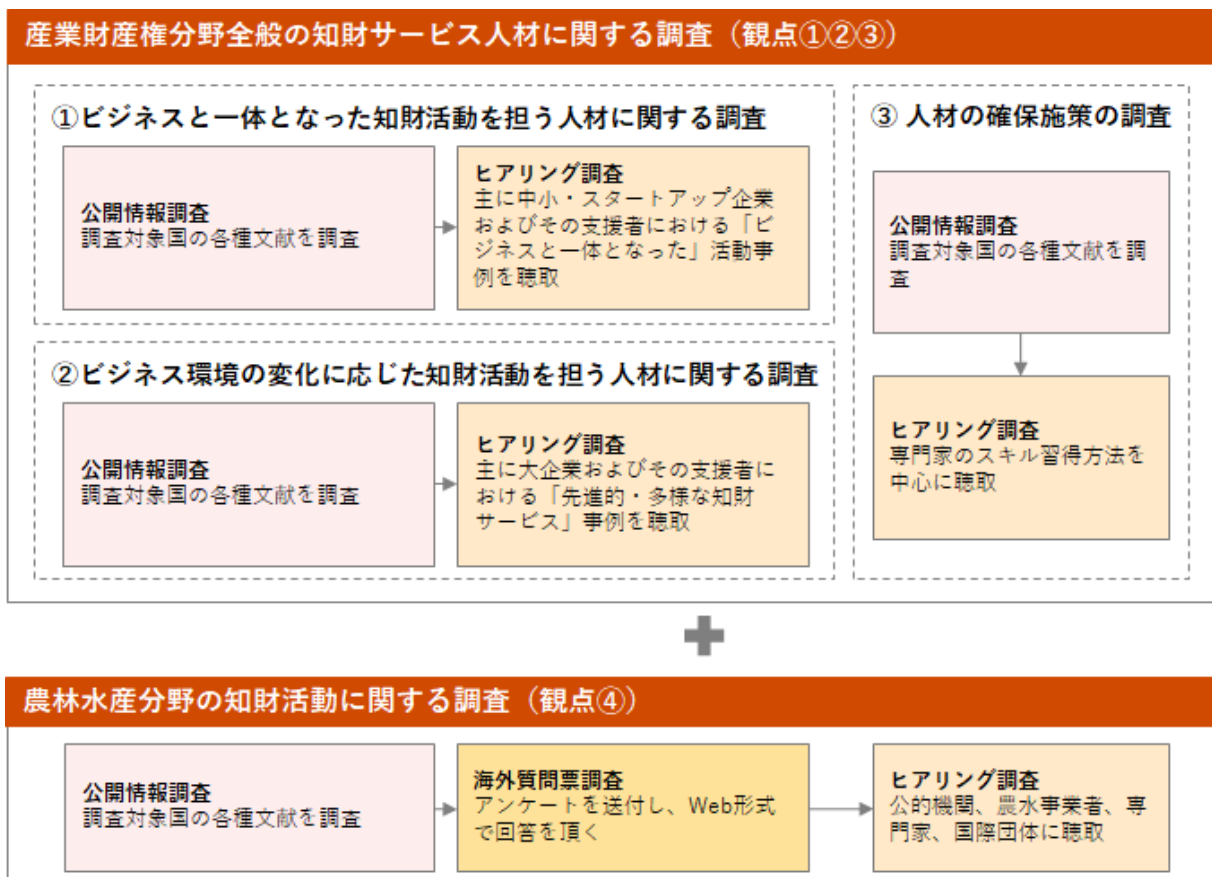 産業財産権分野全般の知財サービス人材に関する調査（観点①②③）
①ビジネスと一体となった知財活動を担う人材に関する調査
公開情報調査
調査対象国の各種文献を調査
ヒアリング調査
主に中小・スタートアップ企業
およびその支援者における「ビ
ジネスと一体となった」活動事
例を聴取
②ビジネス環境の変化に応じた知財活動を担う人材に関する調査
公開情報調査
調査対象国の各種文献を調査
ヒアリング調査
主に大企業およびその支援者に
おける「先進的・多様な知財
サービス」事例を聴取
③ 人材の確保施策の調査
公開情報調査
調査対象国の各種文献を調
査
ヒアリング調査
専門家のスキル習得方法を
中心に聴取
農林水産分野の知財活動に関する調査（観点④）
公開情報調査
調査対象国の各種文献を調査
海外質問票調査
アンケートを送付し、Web形式
で回答を頂く
ヒアリング調査
公的機関、農水事業者、専
門家、国際団体に聴取